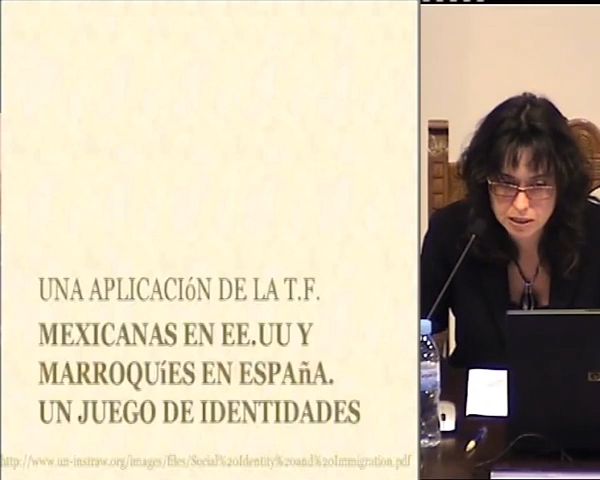 UNA APLICACIóN DE LA T.F.
MEXICANAS EN EE.UU Y
MARROQUíES EN ESPAñA.
UN JUEGO DE IDENTIDADES
http://www.un-instraw.org/images/files/Social%20Identity%20and%20Immigration.pdf